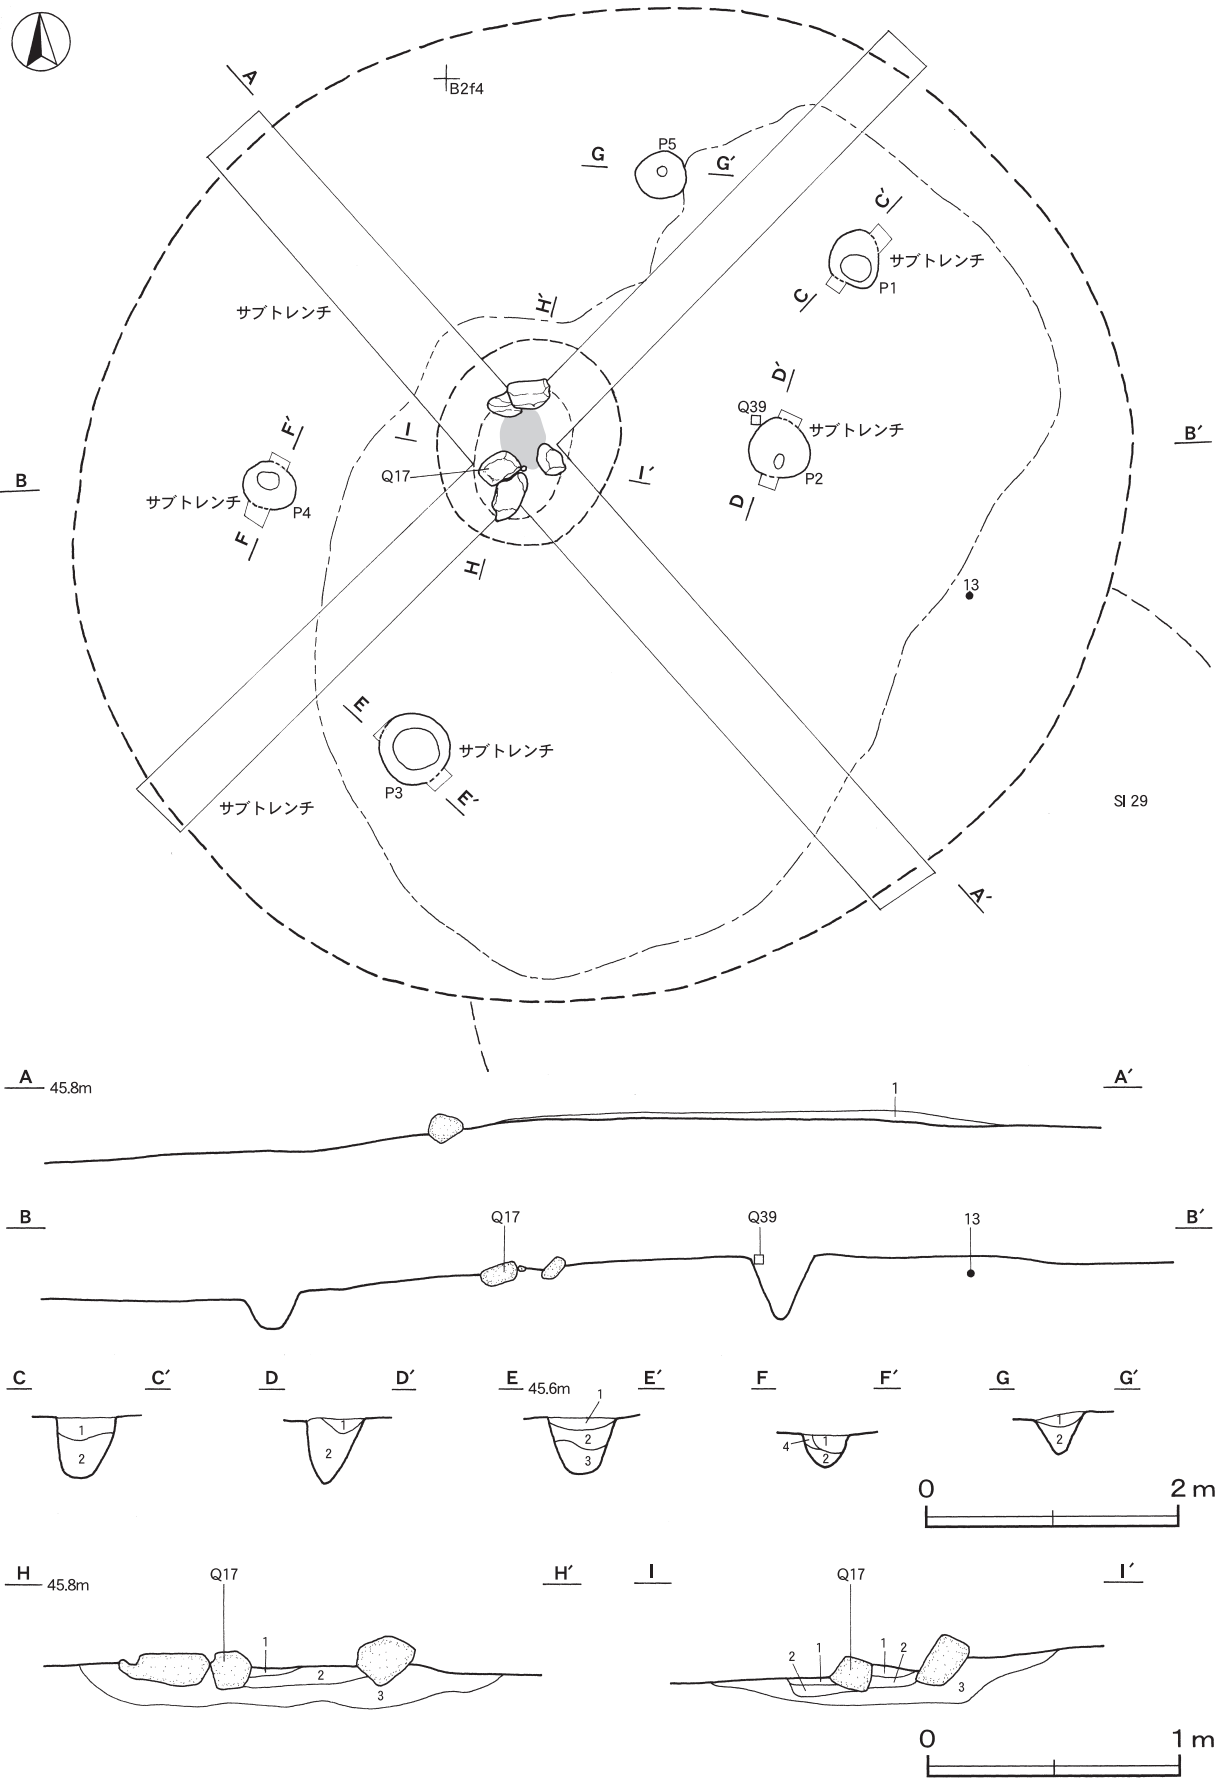 A
B2f4
P5
G
G′
C′
サブトレンチ
P1
C
サブトレンチ
H′
D′
Q39
サブトレンチ
F′
I
B′
Q17
I′
P2
B
サブトレンチ
P4
D
F
H
13
E
サブトレンチ
P3
E′
サブトレンチ
SI 29
A-
A 45.8m
1
A′
B
Q17
Q39
13
B′
C
C′
D
D′
E 45.6m
1
E′
F
F′
G
G′
1
2
1
2
2
3
4
1
2
1
2
0
2 m
H 45.8m
Q17
H′
I
Q17
I′
1
2
3
2
1
1
2
3
0
1 m